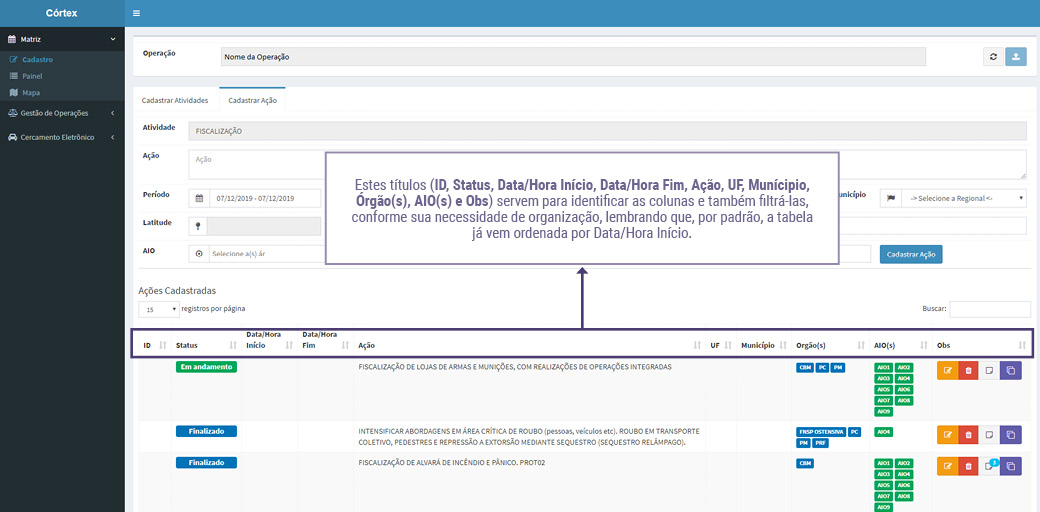 Córtex
Matriz
Cadastro
Painel
Mapa
Gestão de Operações
Cercamento Eletrônico
Operação
Nome da Operação
Cadastrar Atividades
Cadastrar Ação
Atividade
FISCALIZAÇÃO
Ação
Ação
Período
07/12/2019 - 07/12/2019
unicípio
-> Selecione a Regional <-
Latitude
AIO
Selecione a(s) ár
Cadastrar Ação
Estes títulos (ID, Status, Data/Hora Início, Data/Hora Fim, Ação, UF, Munícipio,
Órgão(s), AIO(s) e Obs) servem para identificar as colunas e também filtrá-las,
conforme sua necessidade de organização, lembrando que, por padrão, a tabela
já vem ordenada por Data/Hora Início.
Ações Cadastradas
15 registros por página
Buscar:
ID Status Data/Hora Início Data/Hora Fim Ação UF Município Orgão(s) AIO(s) Obs
Em andamento FISCALIZAÇÃO DE LOJAS DE ARMAS E MUNIÇÕES, COM REALIZAÇÕES DE OPERAÇÕES INTEGRADAS CBM PC PM AIO1 AIO2
AIO3 AIO4
AIO5 AIO6
AIO7 AIO8
AIO9
Finalizado INTENSIFICAR ABORDAGENS EM ÁREA CRÍTICA DE ROUBO (pessoas, veículos etc). ROUBO EM TRANSPORTE FNSP OSTENSIVA PC AIO4
COLETIVO, PEDESTRES E REPRESSÃO A EXTORSÃO MEDIANTE SEQUESTRO (SEQUESTRO RELÂMPAGO). PM PRF
Finalizado FISCALIZAÇÃO DE ALVARÁ DE INCÊNDIO E PÂNICO. PROT02 CBM AIO1 AIO2
AIO3 AIO4
AIO5 AIO6
AIO7 AIO8
AIO9